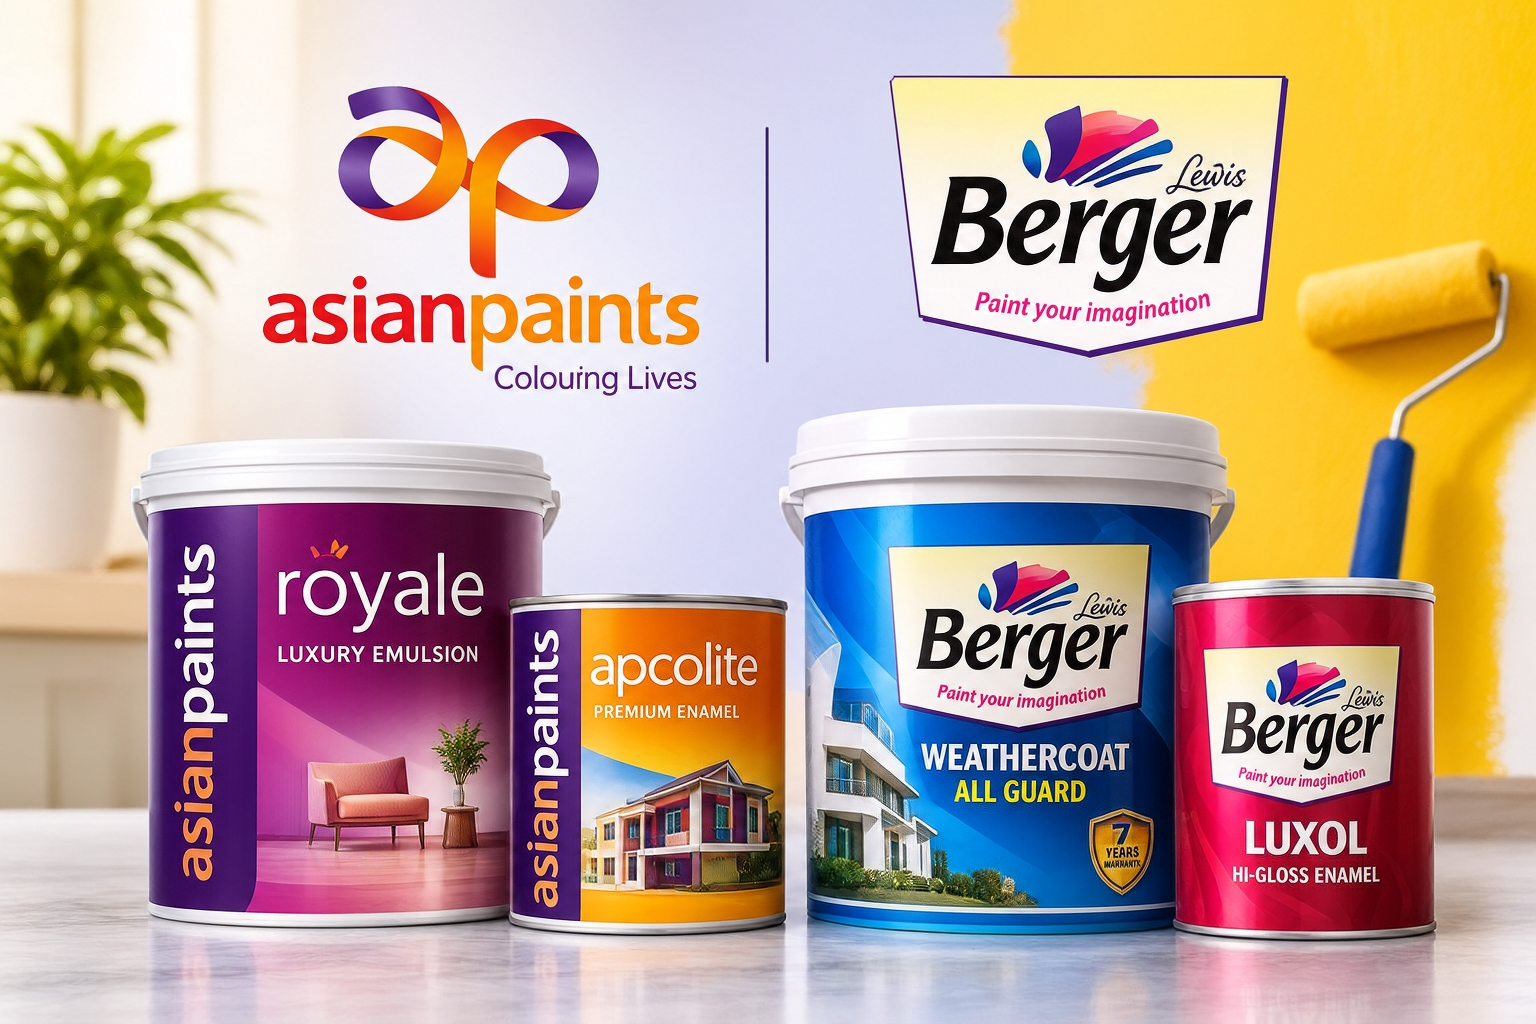 ap
asianpaints
Colouring Lives
Lewis
Berger
Paint your imagination
asianpaints
royale
LUXURY EMULSION
asianpaints
apcolite
PREMIUM ENAMEL
Lewis
Berger
Paint your imagination
WEATHERCOAT
ALL GUARD
7
YEARS
WARRANTY
Lewis
Berger
Paint your imagination
LUXOL
HI-GLOSS ENAMEL